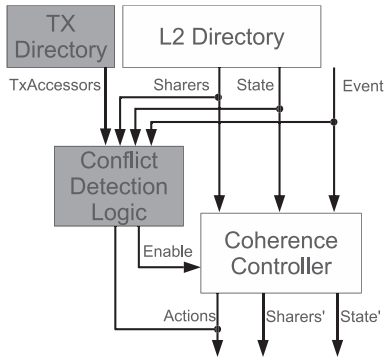 TX
Directory
L2 Directory
TxAccessors
Sharers
State
Event
Conflict
Detection
Logic
Enable
Coherence
Controller
Actions
Sharers'
State'